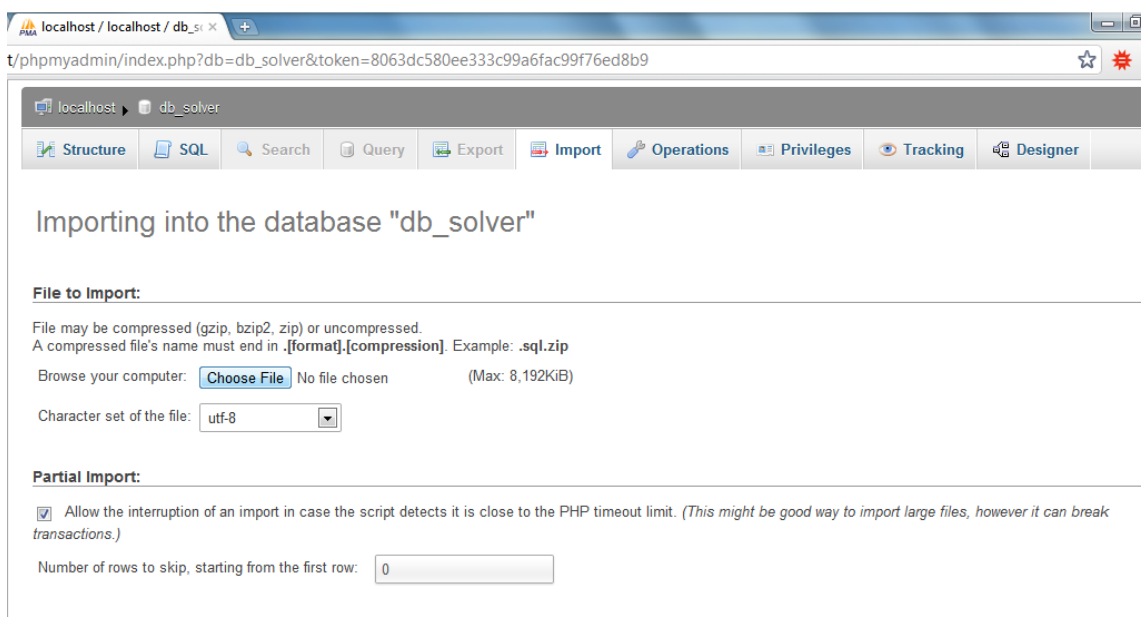 localhost / localhost / db_s
t/phpmyadmin/index.php?db=db_solver&token=8063dc580ee333c99a6fac99f76ed8b9
localhost db_solver
Structure SQL Search Query Export Import Operations Privileges Tracking Designer
Importing into the database "db_solver"
File to Import:
File may be compressed (gzip, bzip2, zip) or uncompressed.
A compressed file's name must end in .[format].[compression]. Example: .sql.zip
Browse your computer: Choose File No file chosen (Max: 8,192KiB)
Character set of the file: utf-8
Partial Import:
Allow the interruption of an import in case the script detects it is close to the PHP timeout limit. (This might be good way to import large files, however it can break
transactions.)
Number of rows to skip, starting from the first row: 0